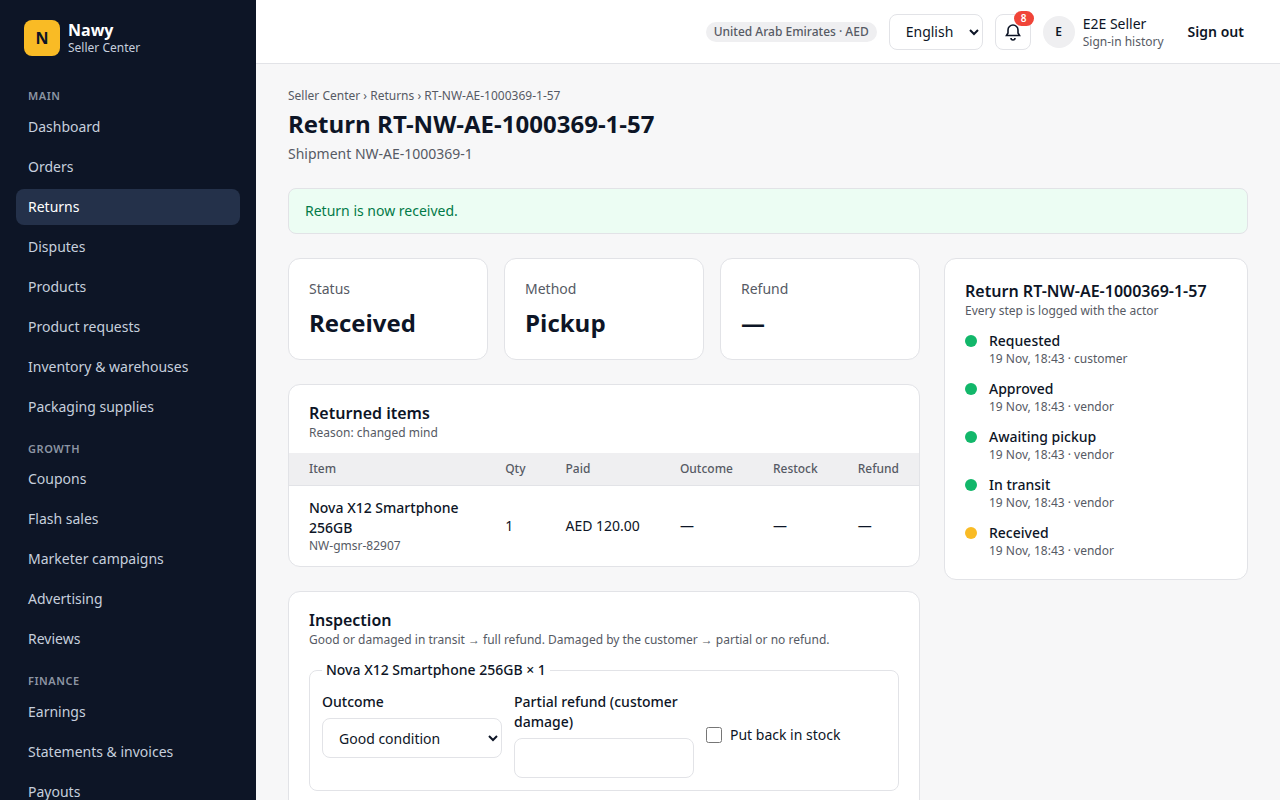 N
Nawy
Seller Center
MAIN
Dashboard
Orders
Returns
Disputes
Products
Product requests
Inventory & warehouses
Packaging supplies
GROWTH
Coupons
Flash sales
Marketer campaigns
Advertising
Reviews
FINANCE
Earnings
Statements & invoices
Payouts
United Arab Emirates · AED
English
8
E
E2E Seller
Sign-in history
Sign out
Seller Center › Returns › RT-NW-AE-1000369-1-57
Return RT-NW-AE-1000369-1-57
Shipment NW-AE-1000369-1
Return is now received.
Status
Received
Method
Pickup
Refund
—
Returned items
Reason: changed mind
Item Qty Paid Outcome Restock Refund
Nova X12 Smartphone
256GB
NW-gmsr-82907
1 AED 120.00 — — —
Inspection
Good or damaged in transit → full refund. Damaged by the customer → partial or no refund.
Nova X12 Smartphone 256GB × 1
Outcome
Good condition
Partial refund (customer
damage)
Put back in stock
Return RT-NW-AE-1000369-1-57
Every step is logged with the actor
Requested
19 Nov, 18:43 · customer
Approved
19 Nov, 18:43 · vendor
Awaiting pickup
19 Nov, 18:43 · vendor
In transit
19 Nov, 18:43 · vendor
Received
19 Nov, 18:43 · vendor